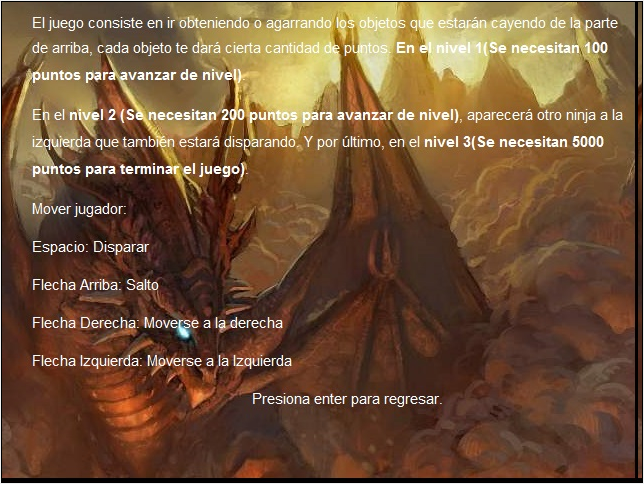 El juego consiste en ir obteniendo o agarrando los objetos que estarán cayendo de la parte
de arriba, cada objeto te dará cierta cantidad de puntos. En el nivel 1(Se necesitan 100
puntos para avanzar de nivel).
En el nivel 2 (Se necesitan 200 puntos para avanzar de nivel), aparecerá otro ninja a la
izquierda que también estará disparando. Y por último, en el nivel 3(Se necesitan 5000
puntos para terminar el juego).
Mover jugador:
Espacio: Disparar
Flecha Arriba: Salto
Flecha Derecha: Moverse a la derecha
Flecha Izquierda: Moverse a la Izquierda
Presiona enter para regresar.